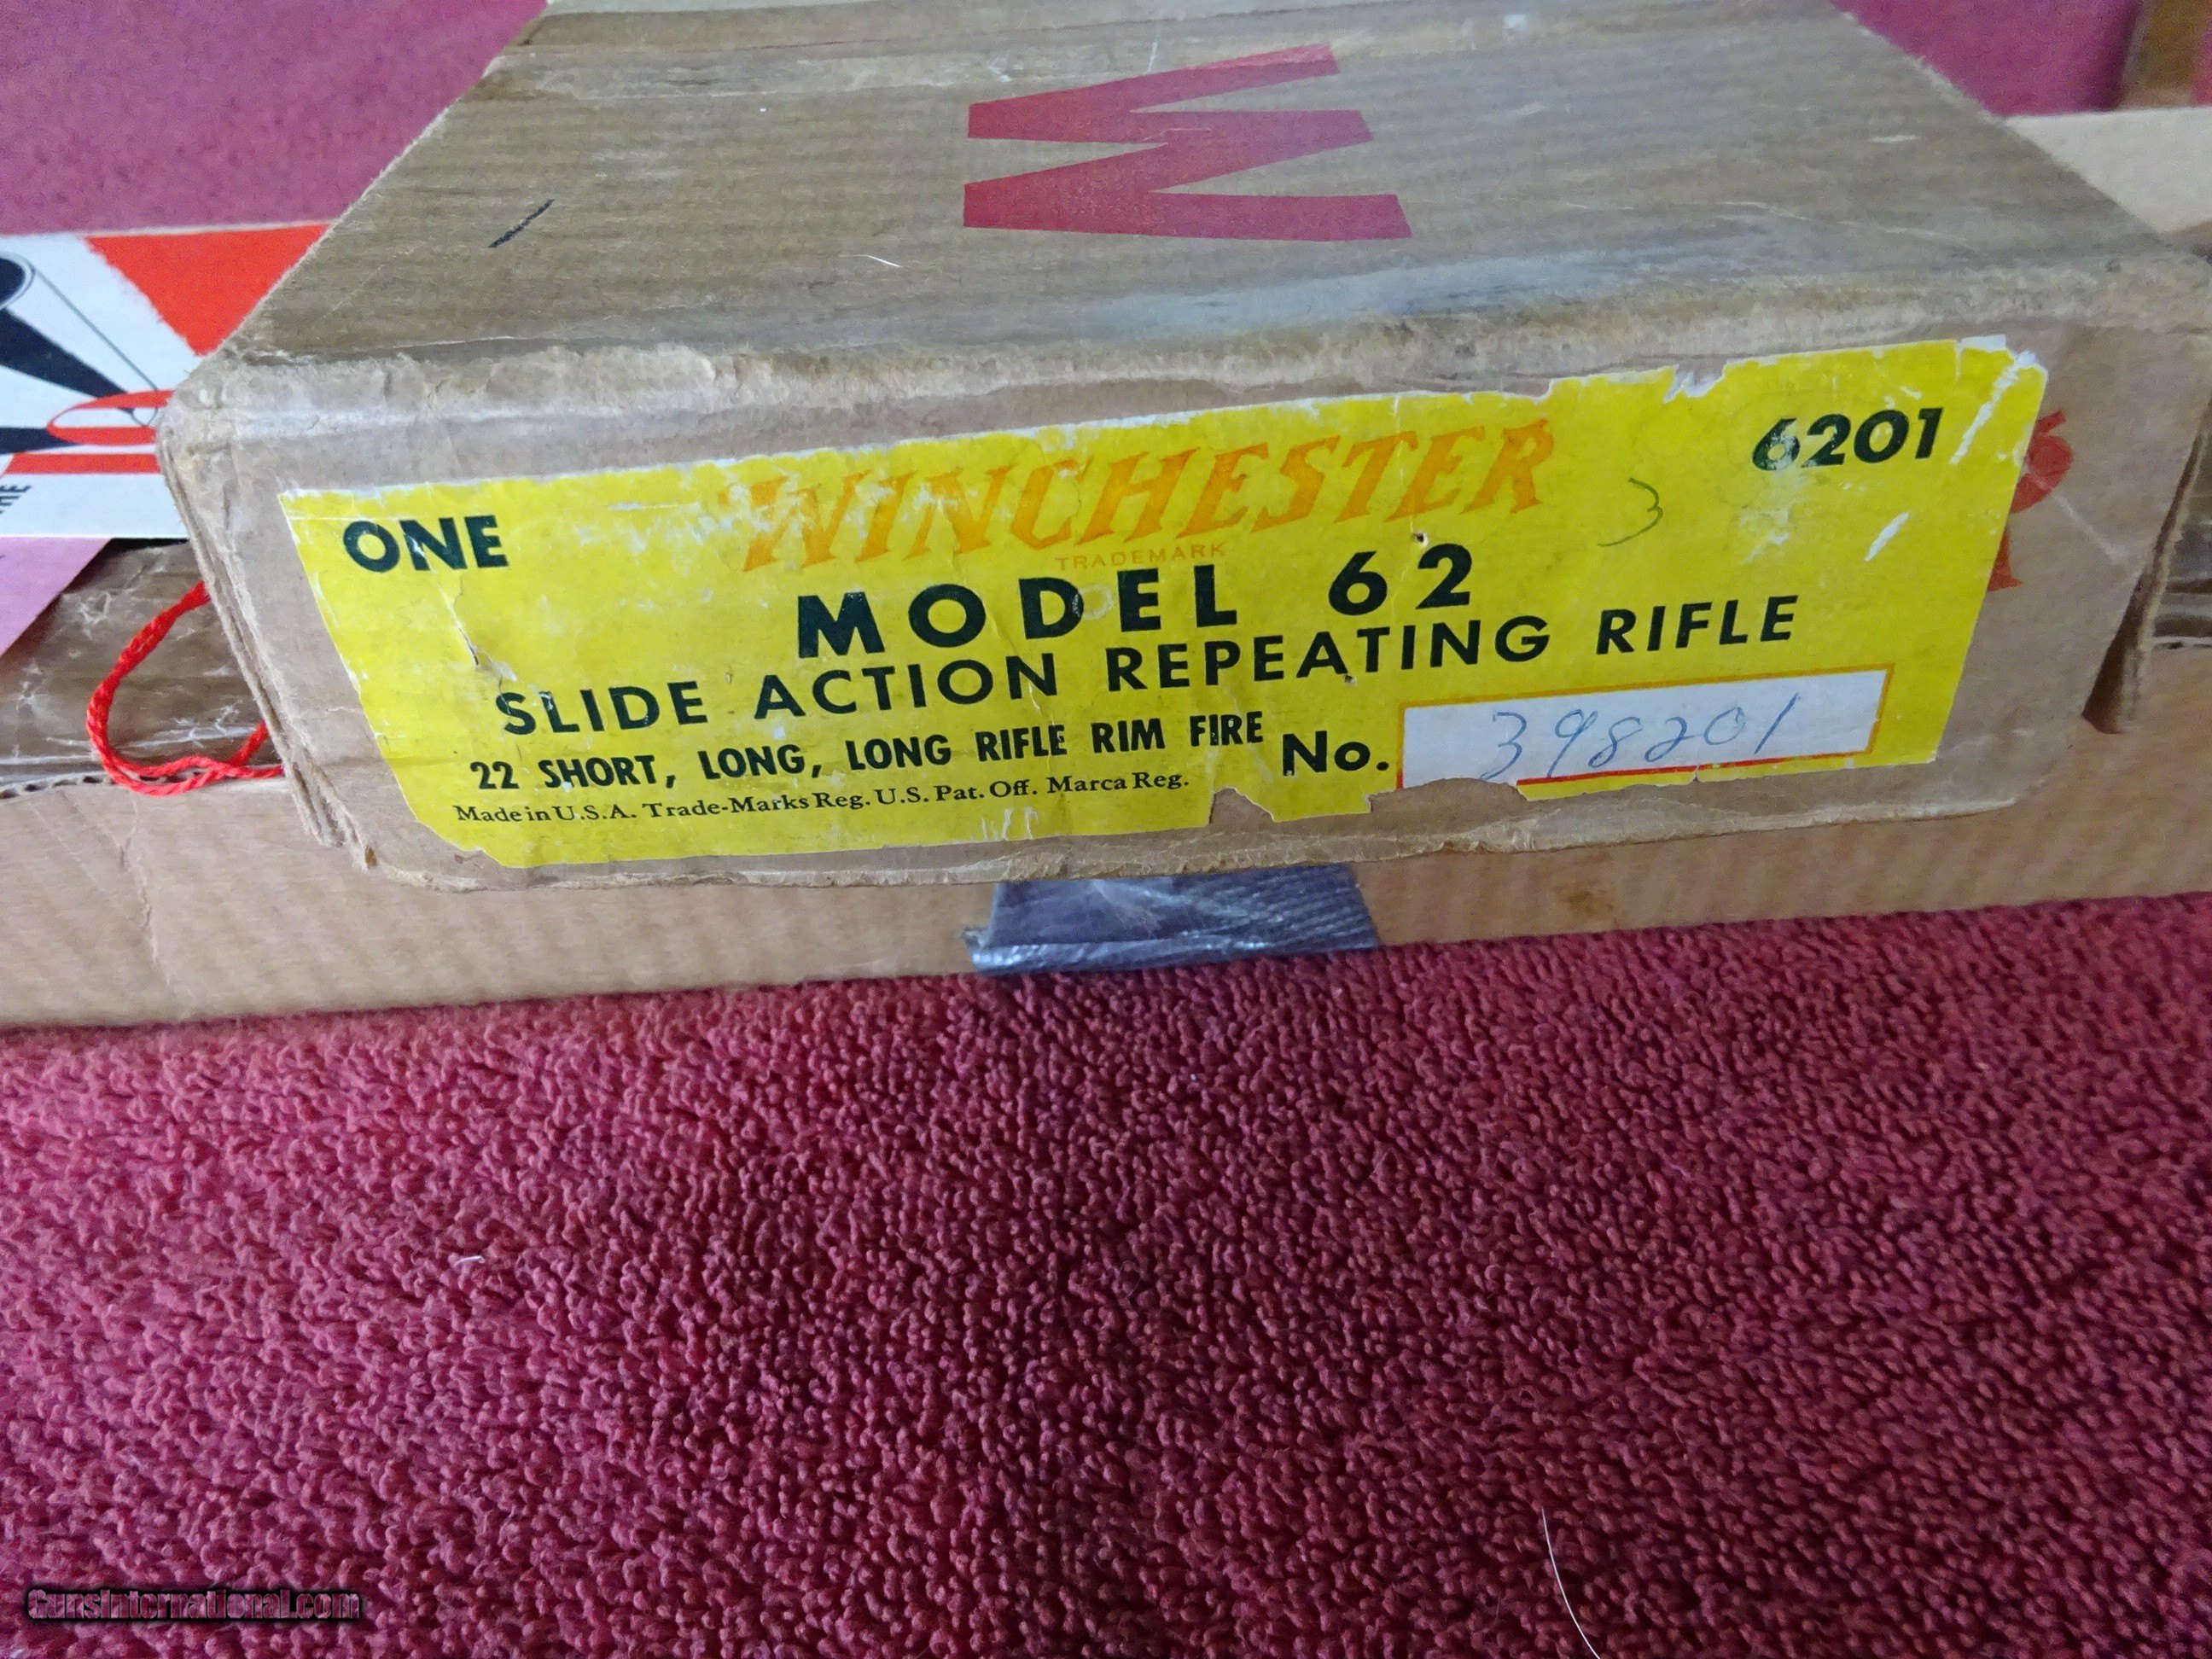 W
ONE
WINCHESTER
6201
TRADEMARK
3
MODEL 62
SLIDE ACTION REPEATING RIFLE
22 SHORT, LONG, LONG RIFLE RIM FIRE
No. 398201
Made in U.S.A. Trade-Marks Reg. U.S. Pat. Off. Marca Reg.
GunsInternational.com